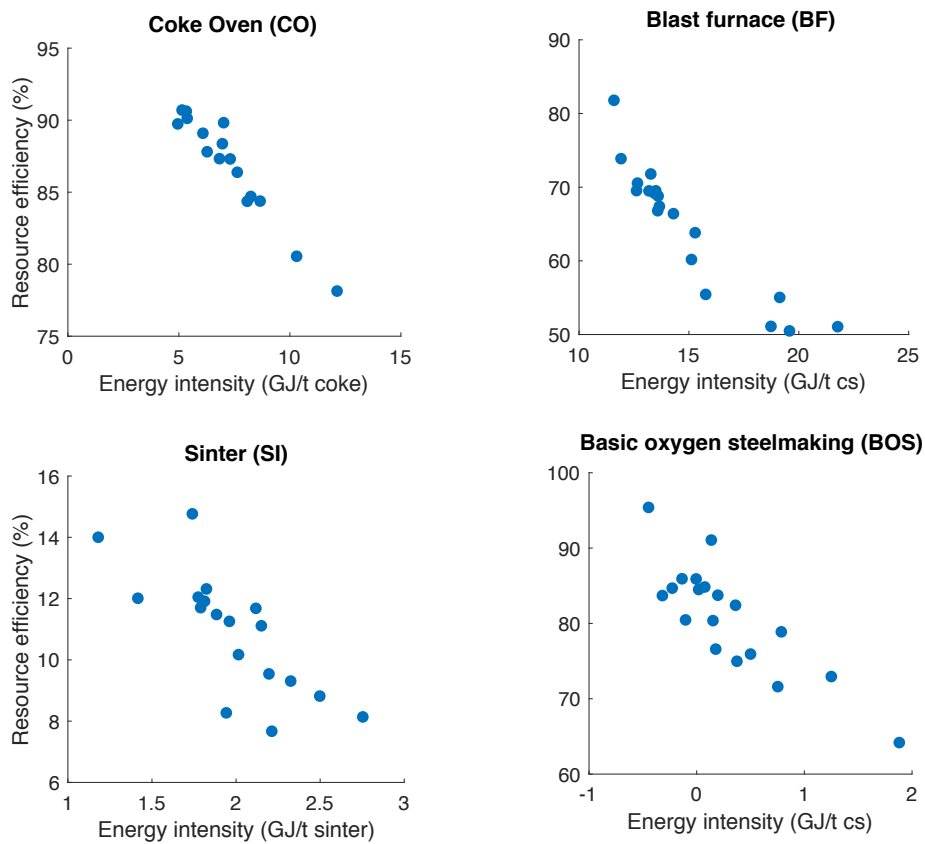 Coke Oven (CO)
95
90
85
80
75
Resource efficiency (%)
0 5 10 15
Energy intensity (GJ/t coke)
Blast furnace (BF)
90
80
70
60
50
10 15 20 25
Energy intensity (GJ/t cs)
Sinter (SI)
16
14
12
10
8
6
Resource efficiency (%)
1 1.5 2 2.5 3
Energy intensity (GJ/t sinter)
Basic oxygen steelmaking (BOS)
100
90
80
70
60
-1 0 1 2
Energy intensity (GJ/t cs)